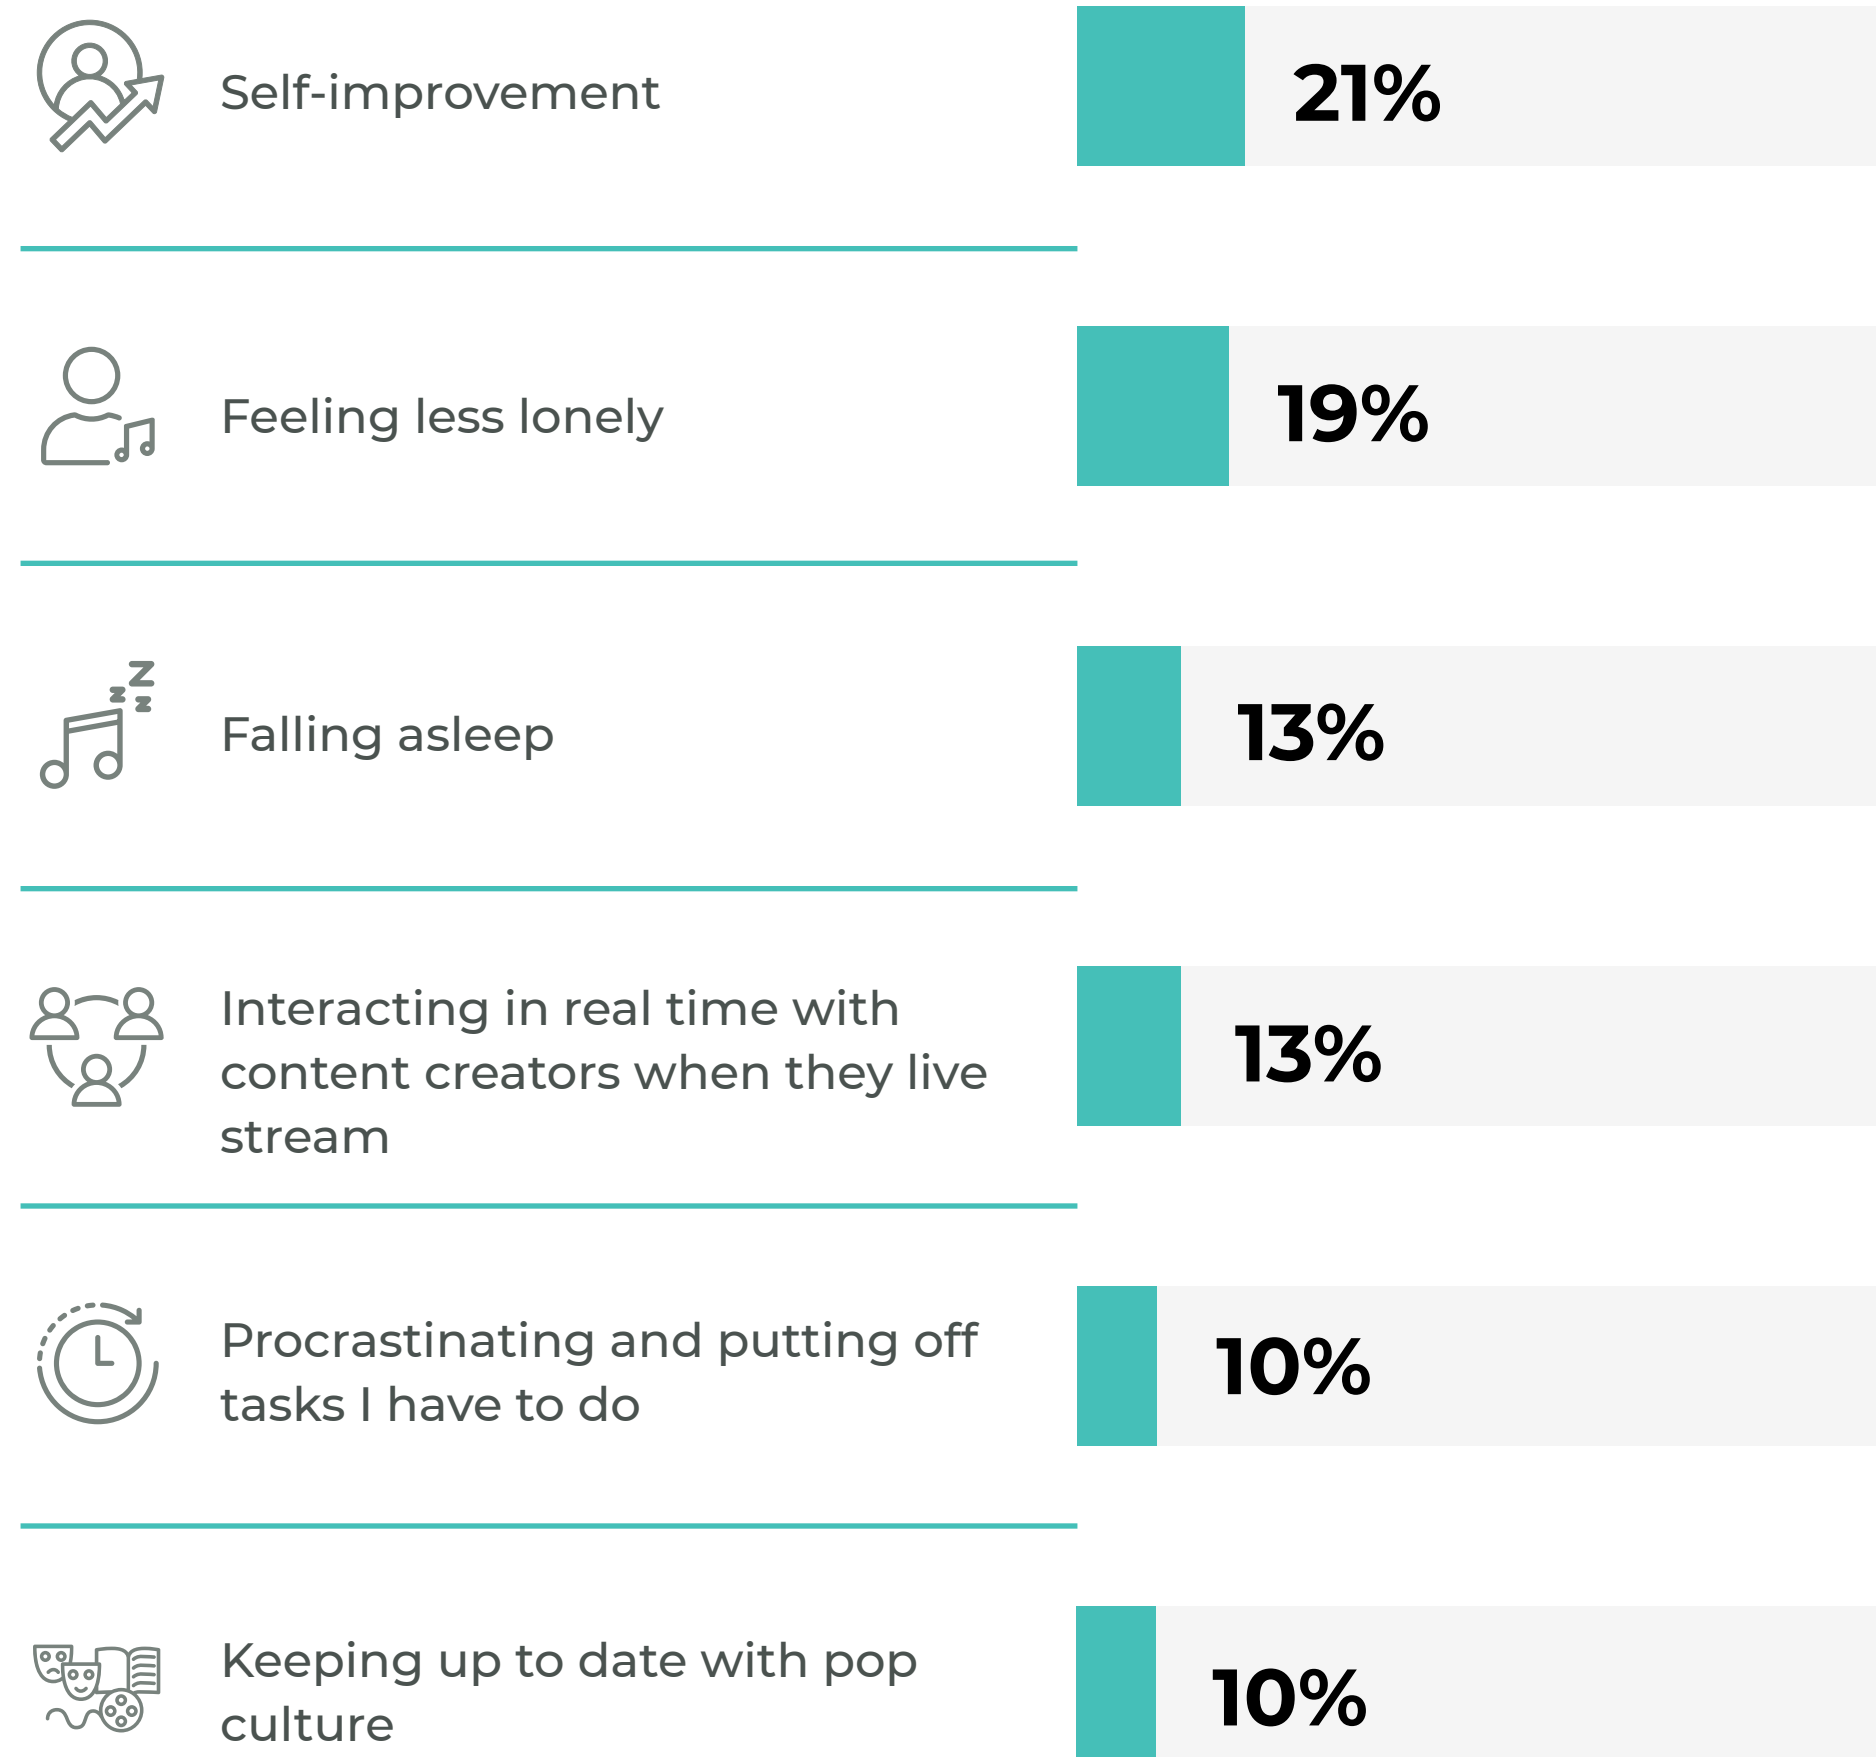 Self-improvement
21%
Feeling less lonely
19%
Falling asleep
13%
Interacting in real time with
content creators when they live
stream
13%
Procrastinating and putting off
tasks I have to do
10%
Keeping up to date with pop
culture
10%